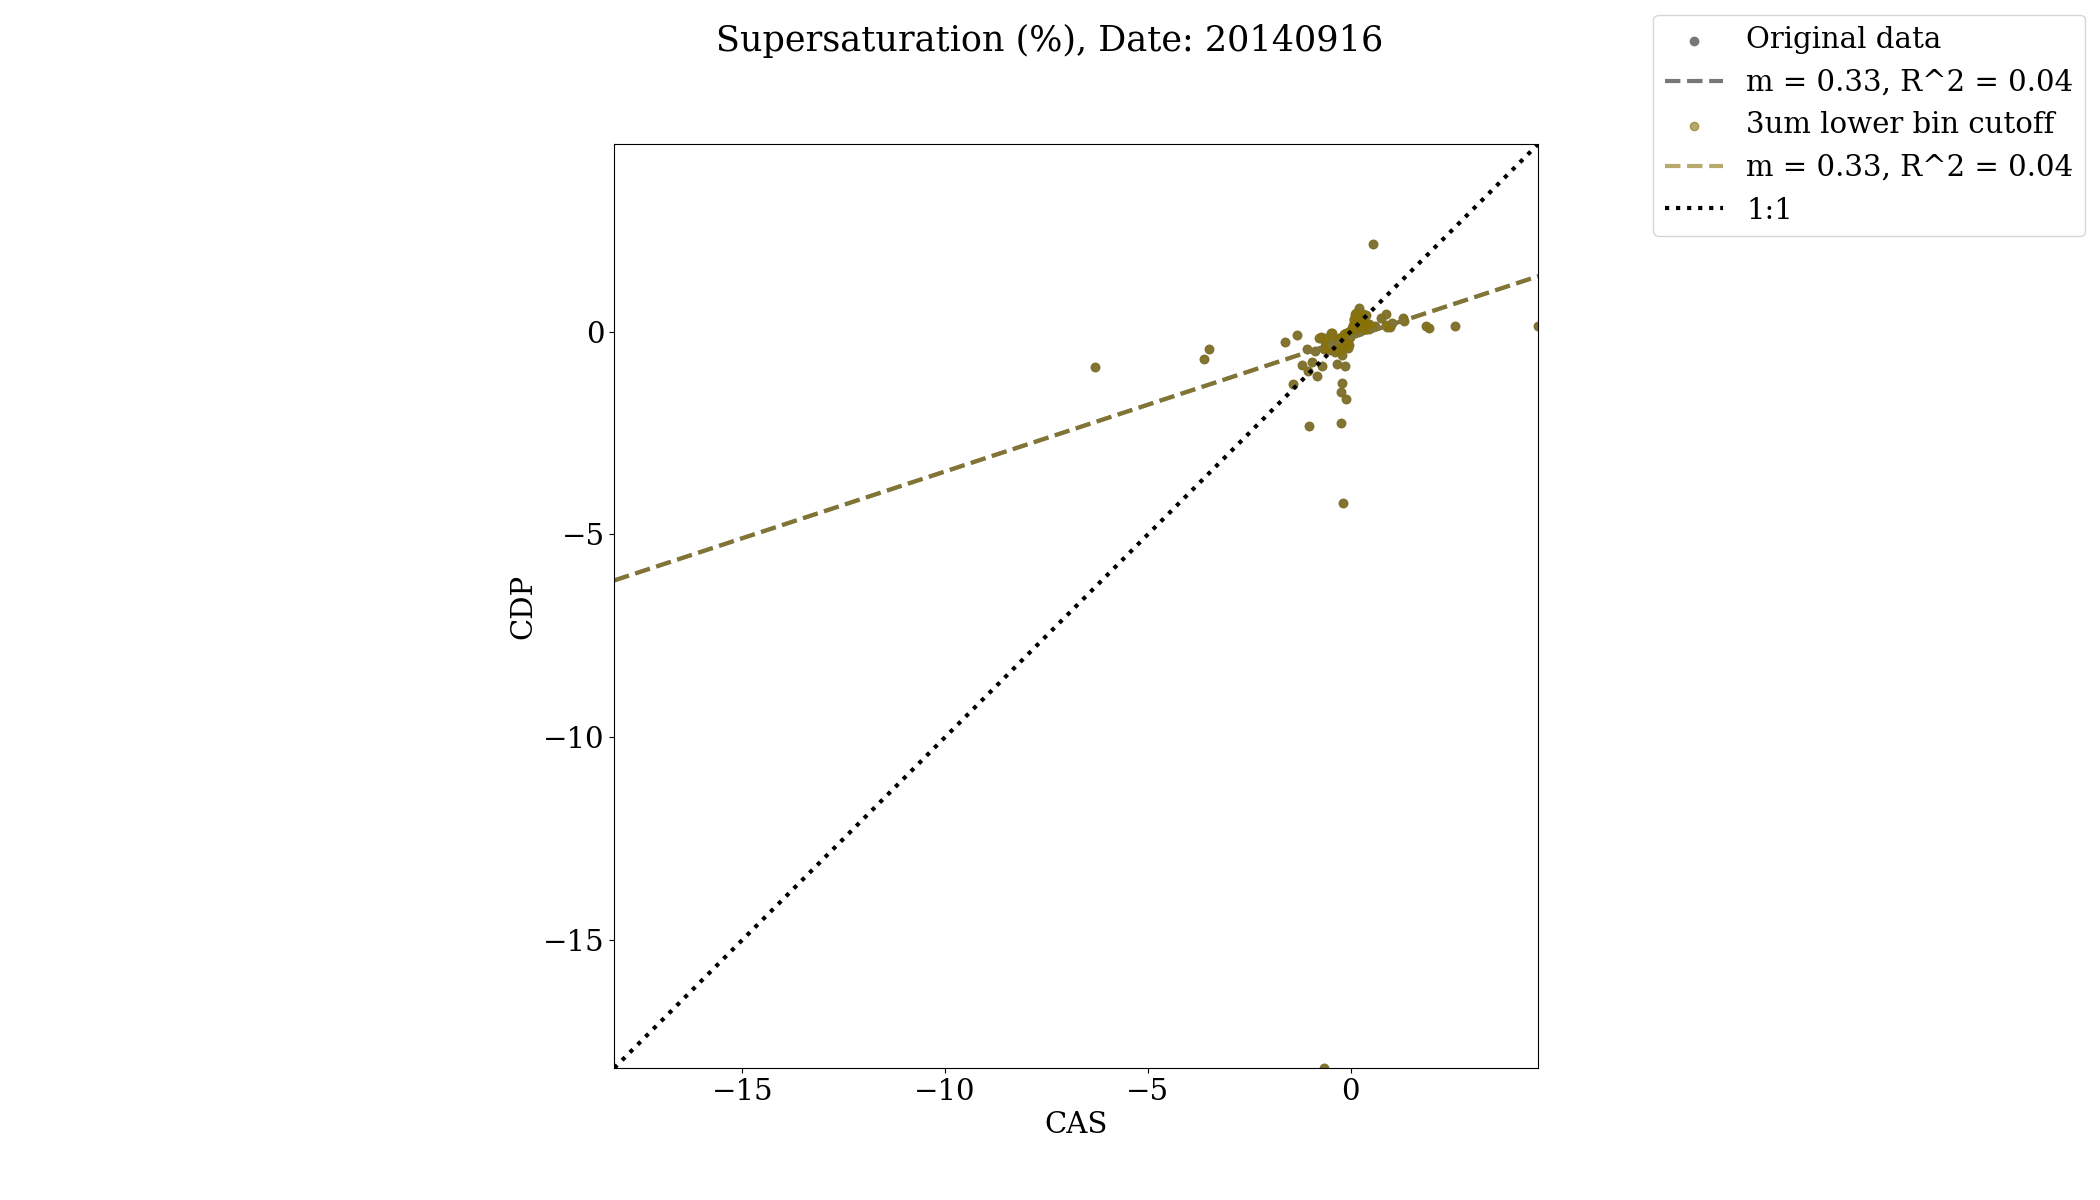 Supersaturation (%), Date: 20140916
Original data
m = 0.33, R^2 = 0.04
3um lower bin cutoff
m = 0.33, R^2 = 0.04
1:1
0
−5
−10
−15
CDP
−15
−10
−5
0
CAS